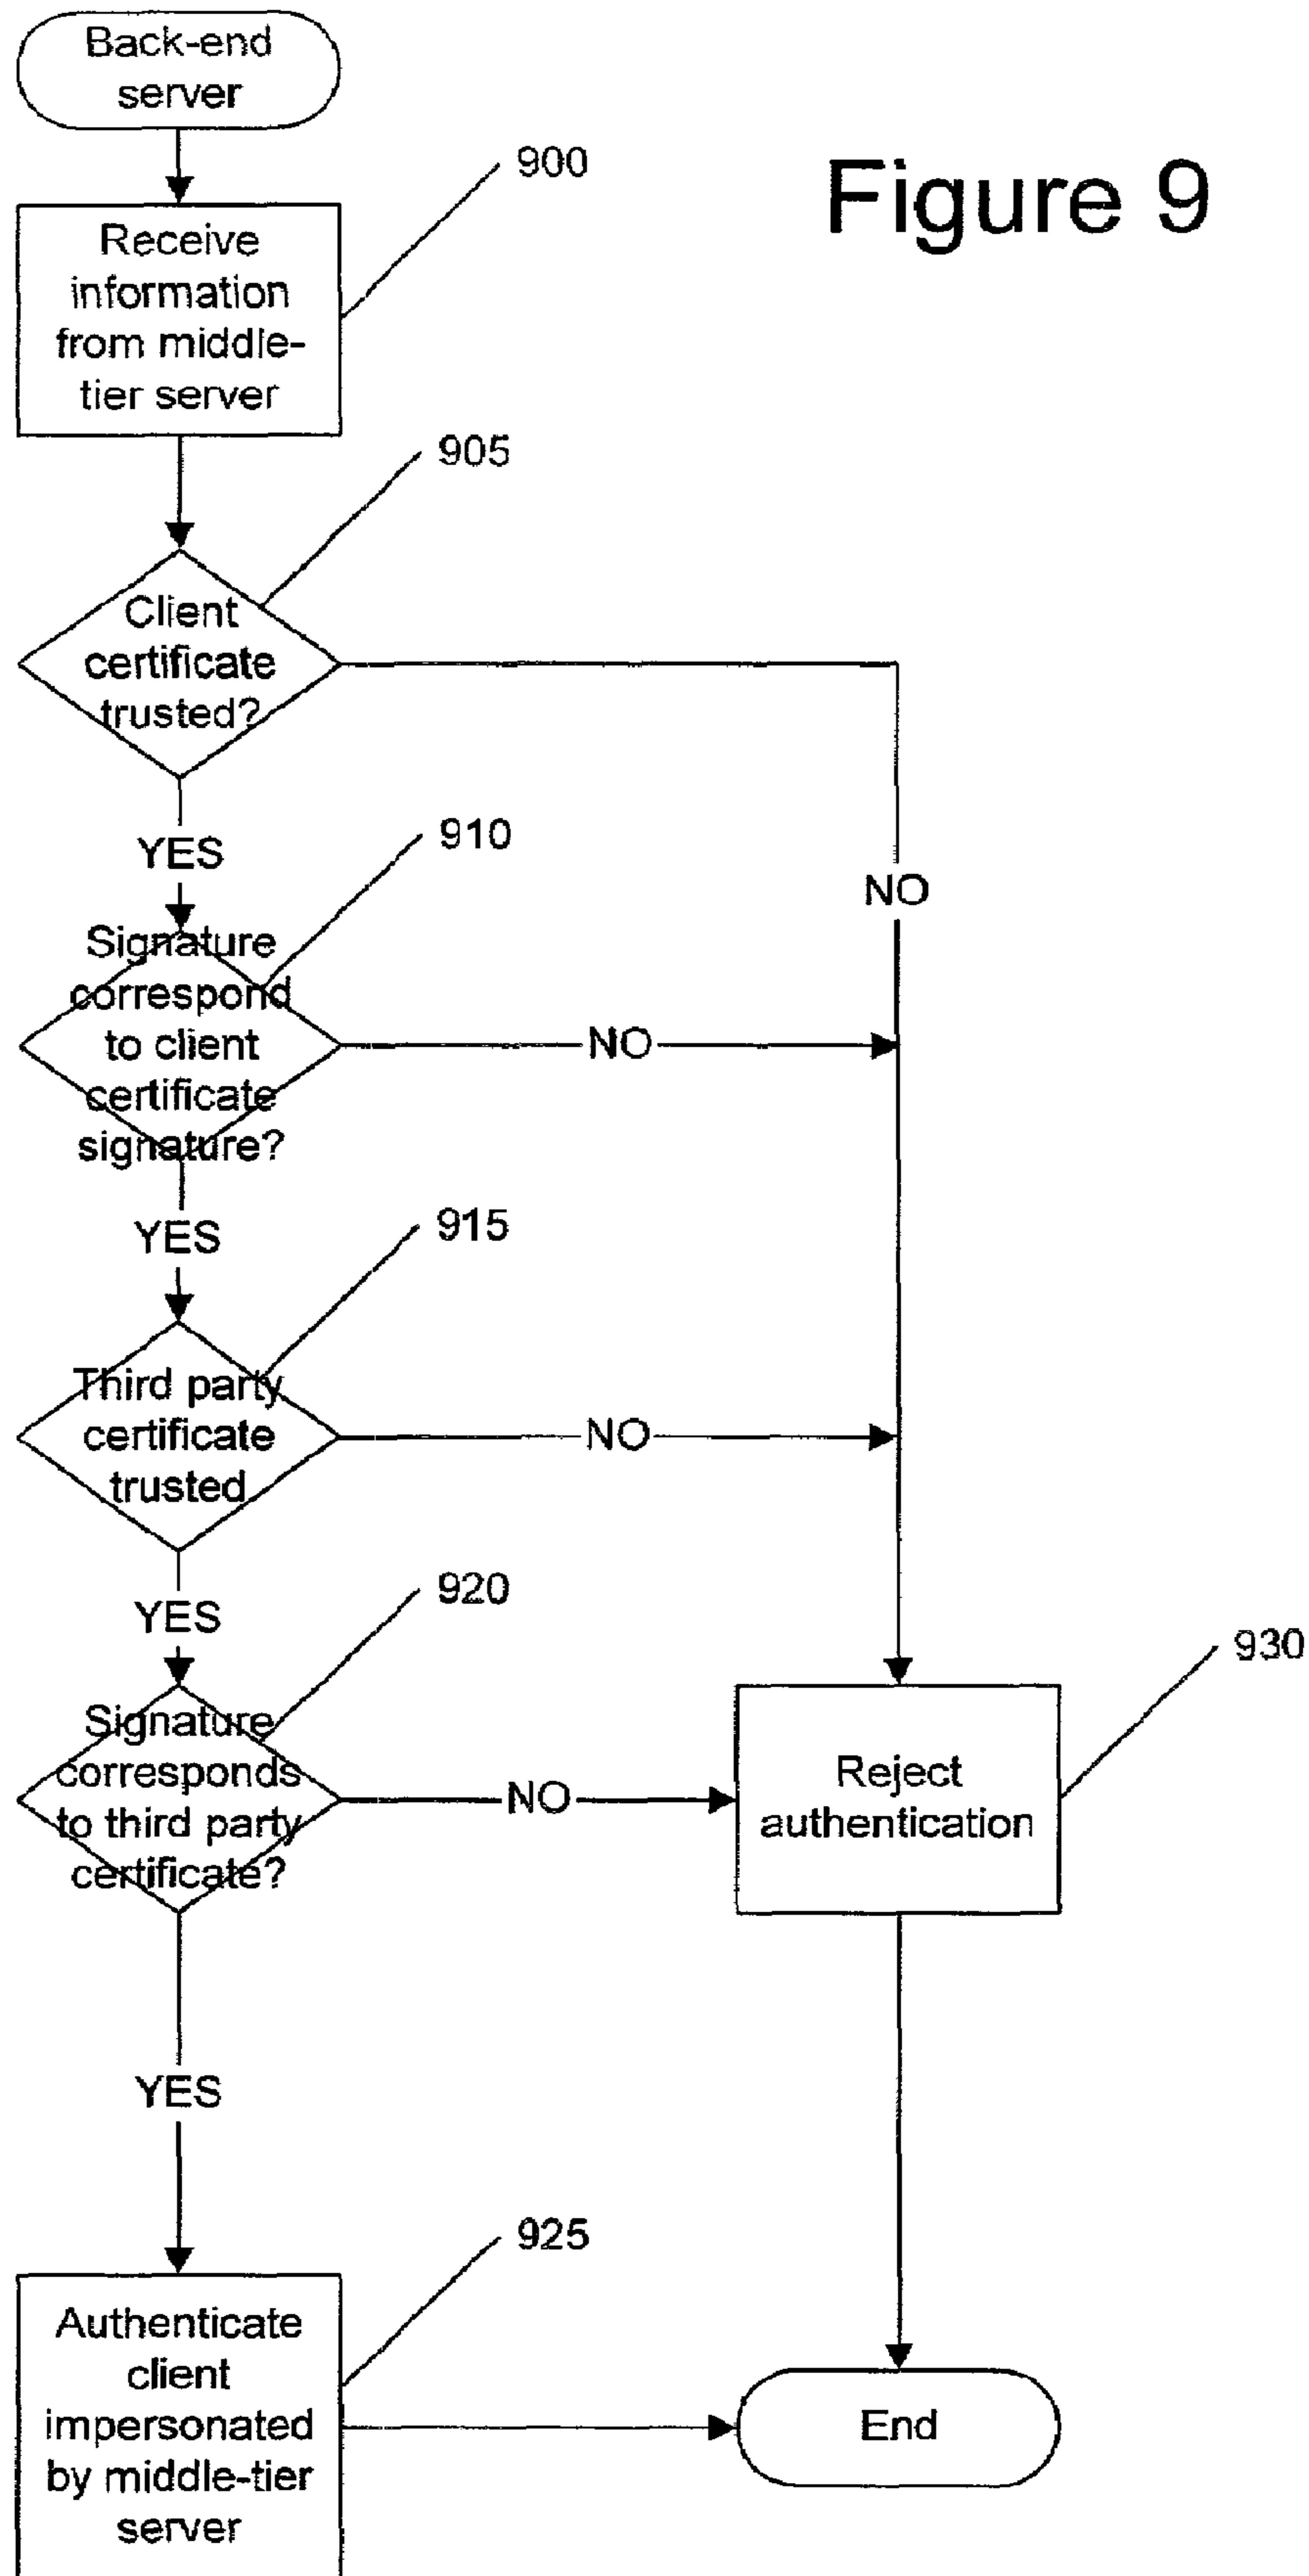 Back-end
server
900
Figure 9
Receive
information
from middle-
tier server
905
Client
certificate
trusted?
YES
910
NO
Signature
correspond
to client
certificate
signature?
NO
YES
915
Third party
certificate
trusted
NO
YES
920
930
Signature
corresponds
to third party
certificate?
NO
Reject
authentication
YES
925
Authenticate
client
impersonated
by middle-tier
server
End